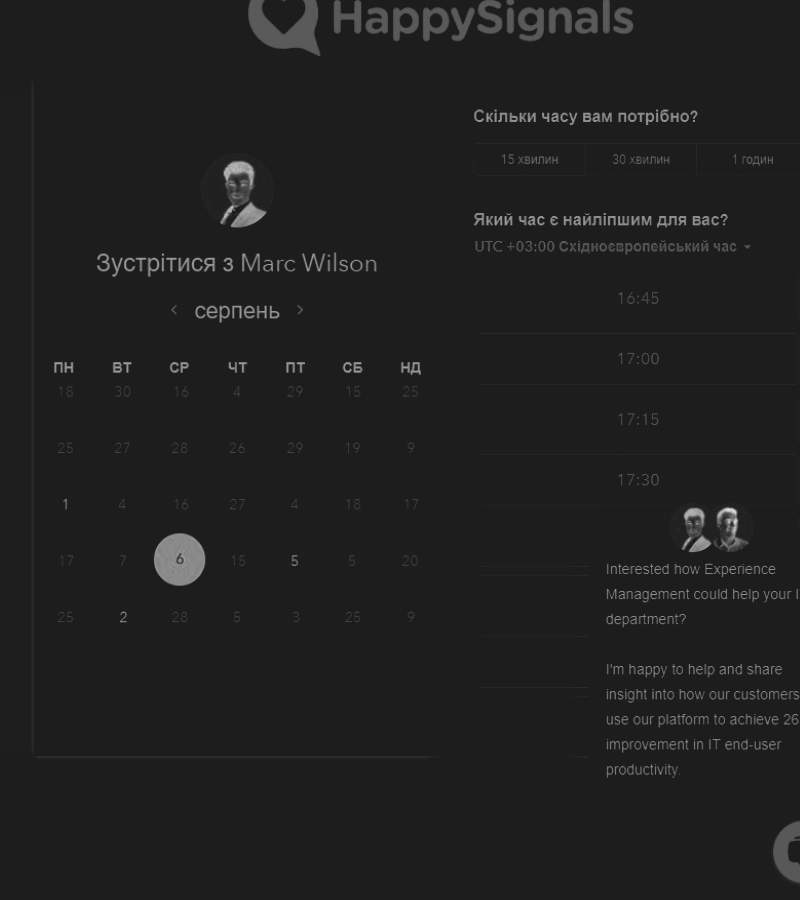 HappySignals
Зустрітися з Marc Wilson
серпень
ПН ВТ СР ЧТ ПТ СБ НД
18 30 16 4 29 15 25
25 27 28 26 29 19 9
1 4 16 27 4 18 17
17 7 6 15 5 5 20
25 2 28 5 3 25 9
Скільки часу вам потрібно?
15 хвилин 30 хвилин 1 годин
Який час є найліпшим для вас?
UTC +03:00 Східноєвропейський час
16:45
17:00
17:15
17:30
Interested how Experience
Management could help your I
department?
I'm happy to help and share
insight into how our customers
use our platform to achieve 26
improvement in IT end-user
productivity.